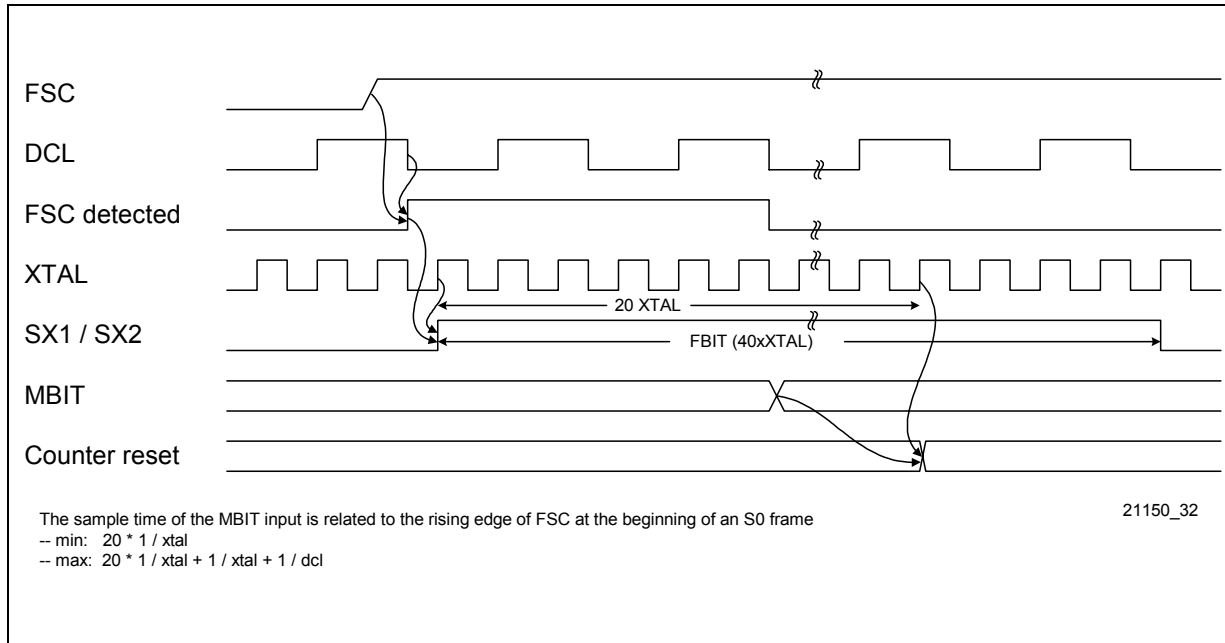 FSC
DCL
FSC detected
XTAL
20 XTAL
SX1 / SX2
FBIT (40xXTAL)
MBIT
Counter reset
The sample time of the MBIT input is related to the rising edge of FSC at the beginning of an S0 frame
-- min: 20 * 1 / xtal
-- max: 20 * 1 / xtal + 1 / xtal + 1 / dcl
21150_32